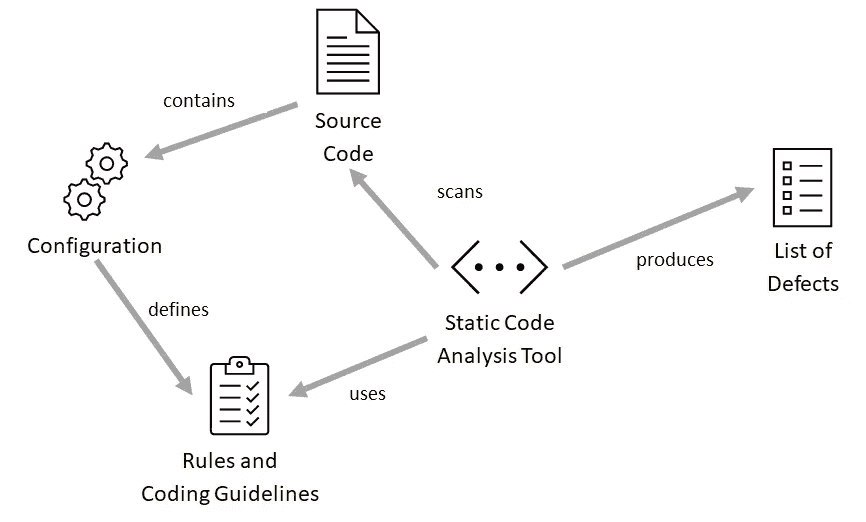 contains
Source
Code
scans
Configuration
List of
Defects
produces
defines
Static Code
Analysis Tool
uses
Rules and
Coding Guidelines